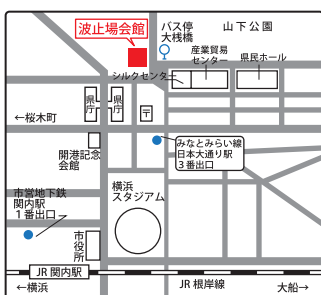 波止場会館
バス停
大桟橋
山下公園
産業貿易
センター
県民ホール
シルクセンター
県庁
県庁
〒
←桜木町
開港記念
会館
みなとみらい線
日本大通り駅
3番出口
横浜
スタジアム
市営地下鉄
関内駅
1番出口
市役所
JR 関内駅
←横浜
JR 根岸線
大船→